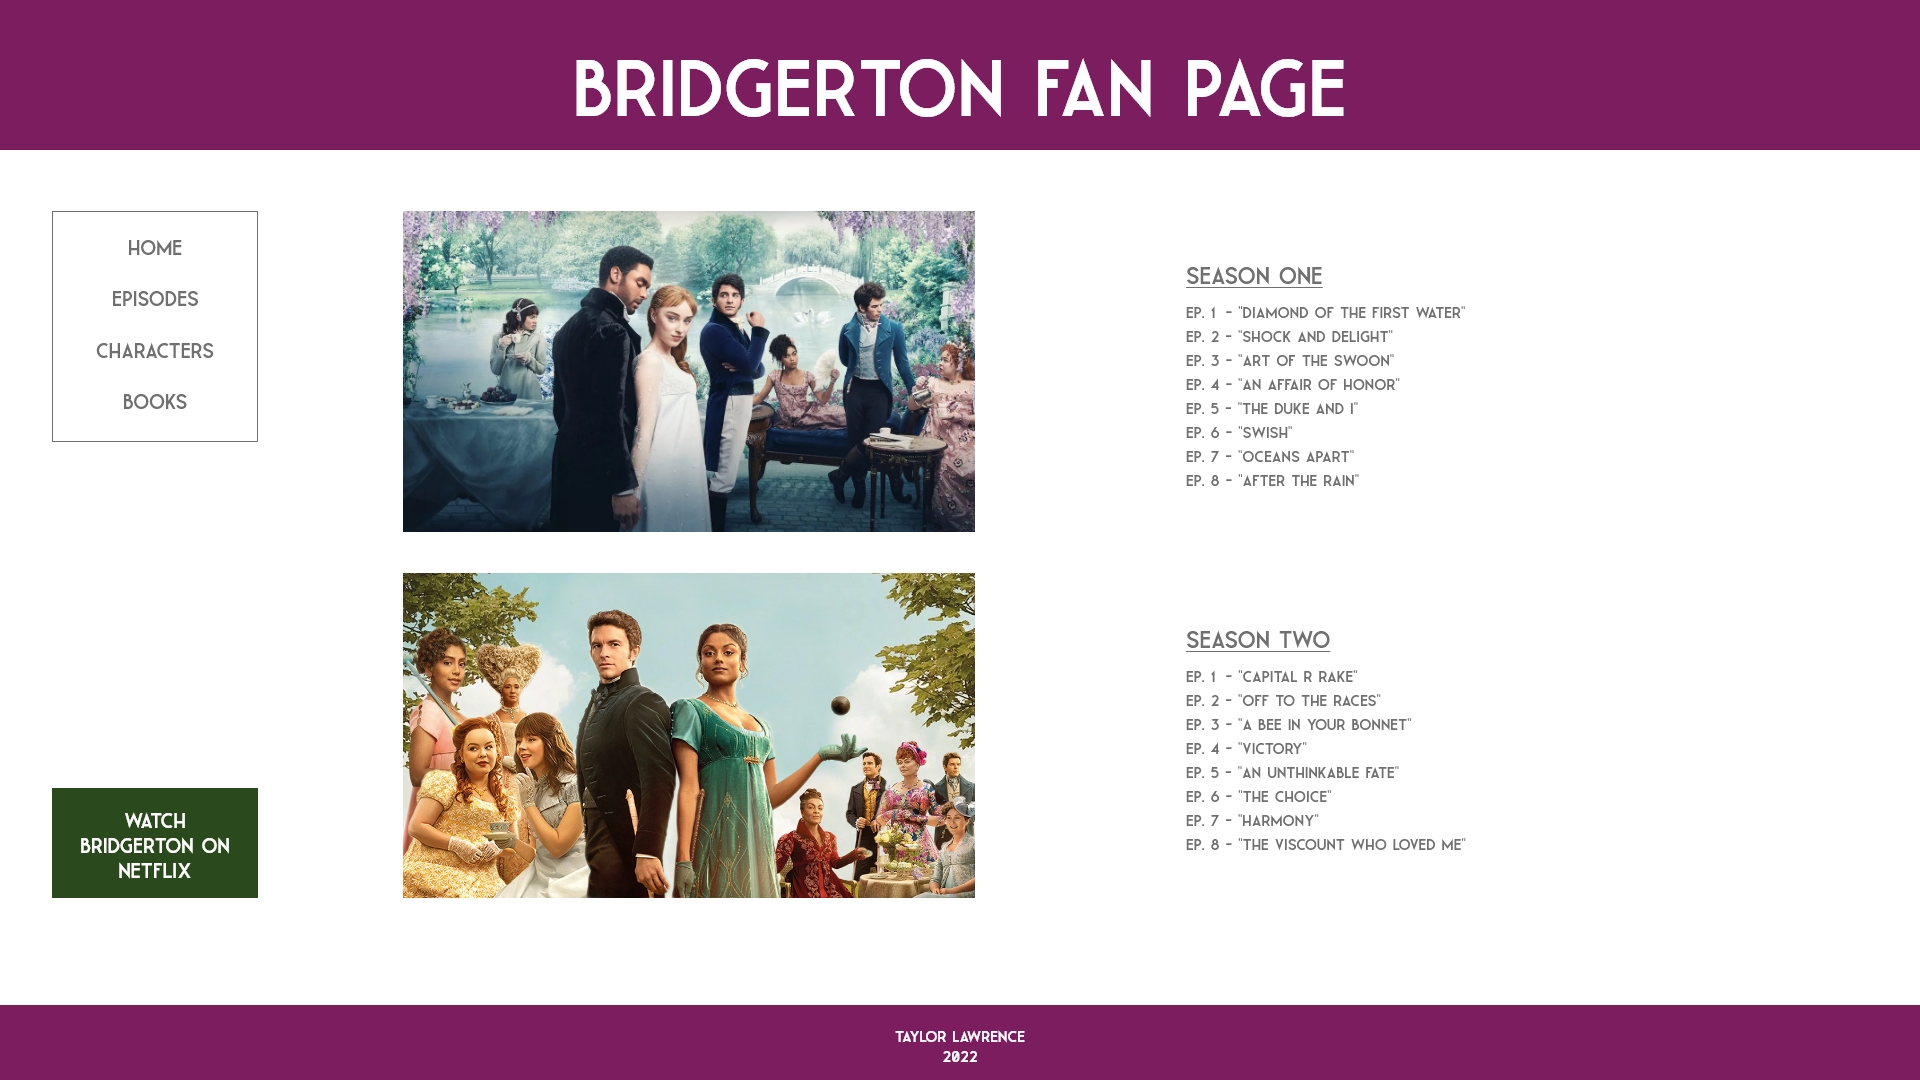 BRIDGERTON FAN PAGE
HOME
EPISODES
CHARACTERS
BOOKS
WATCH
BRIDGERTON ON
NETFLIX
SEASON ONE
EP. 1 - "DIAMOND OF THE FIRST WATER"
EP. 2 - "SHOCK AND DELIGHT"
EP. 3 - "ART OF THE SWOON"
EP. 4 - "AN AFFAIR OF HONOR"
EP. 5 - "THE DUKE AND I"
EP. 6 - "SWISH"
EP. 7 - "OCEANS APART"
EP. 8 - "AFTER THE RAIN"
SEASON TWO
EP. 1 - "CAPITAL R RAKE"
EP. 2 - "OFF TO THE RACES"
EP. 3 - "A BEE IN YOUR BONNET"
EP. 4 - "VICTORY"
EP. 5 - "AN UNTHINKABLE FATE"
EP. 6 - "THE CHOICE"
EP. 7 - "HARMONY"
EP. 8 - "THE VISCOUNT WHO LOVED ME"
TAYLOR LAWRENCE
2022